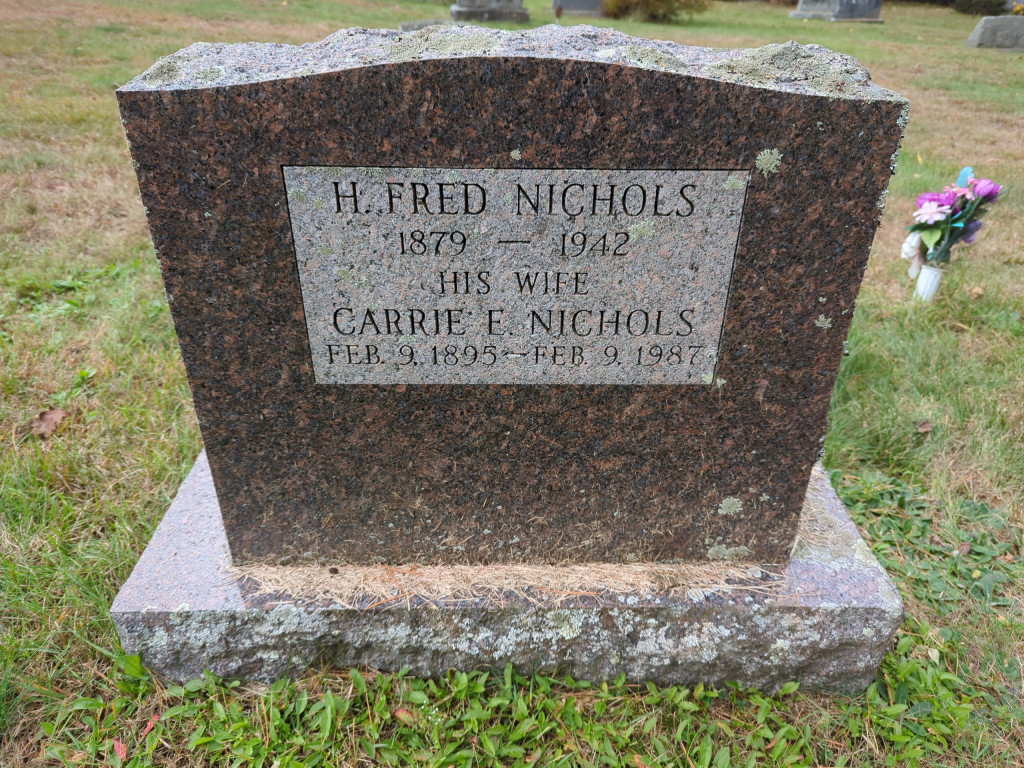 H. FRED NICHOLS
1879 — 1942
HIS WIFE
CARRIE E. NICHOLS
FEB. 9, 1895 — FEB. 9, 1987